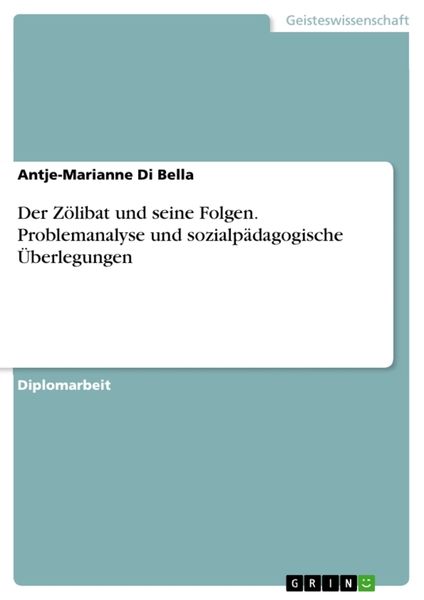 Geisteswissenschaft
Antje-Marianne Di Bella
Der Zölibat und seine Folgen.
Problemanalyse und sozialpädagogische
Überlegungen
Diplomarbeit
GRIN